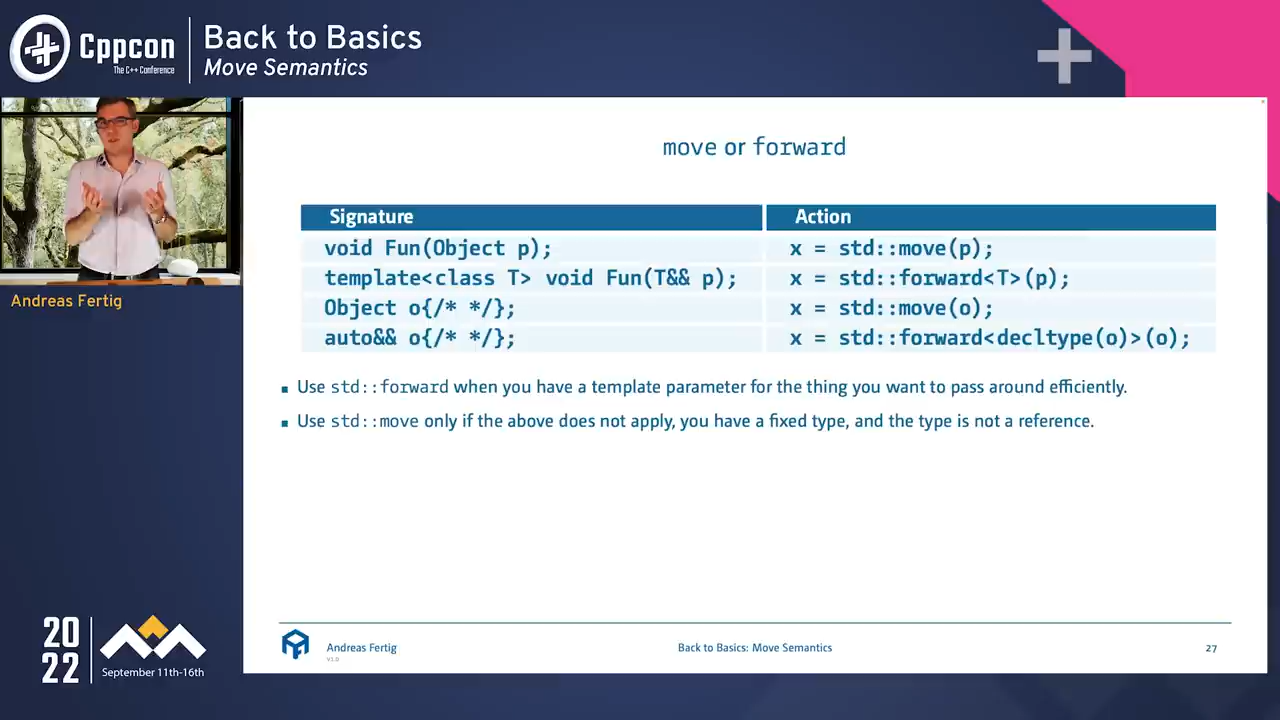 Cppcon
The C++ Conference
Back to Basics
Move Semantics
Andreas Fertig
move or forward
Signature Action
void Fun(Object p); x = std::move(p);
template<class T> void Fun(T&& p); x = std::forward<T>(p);
Object o{/* */}; x = std::move(o);
auto&& o{/* */}; x = std::forward<decltype(o)>(o);
▪ Use std::forward when you have a template parameter for the thing you want to pass around efficiently.
▪ Use std::move only if the above does not apply, you have a fixed type, and the type is not a reference.
20
22
September 11th-16th
Andreas Fertig Back to Basics: Move Semantics 27
v1.0